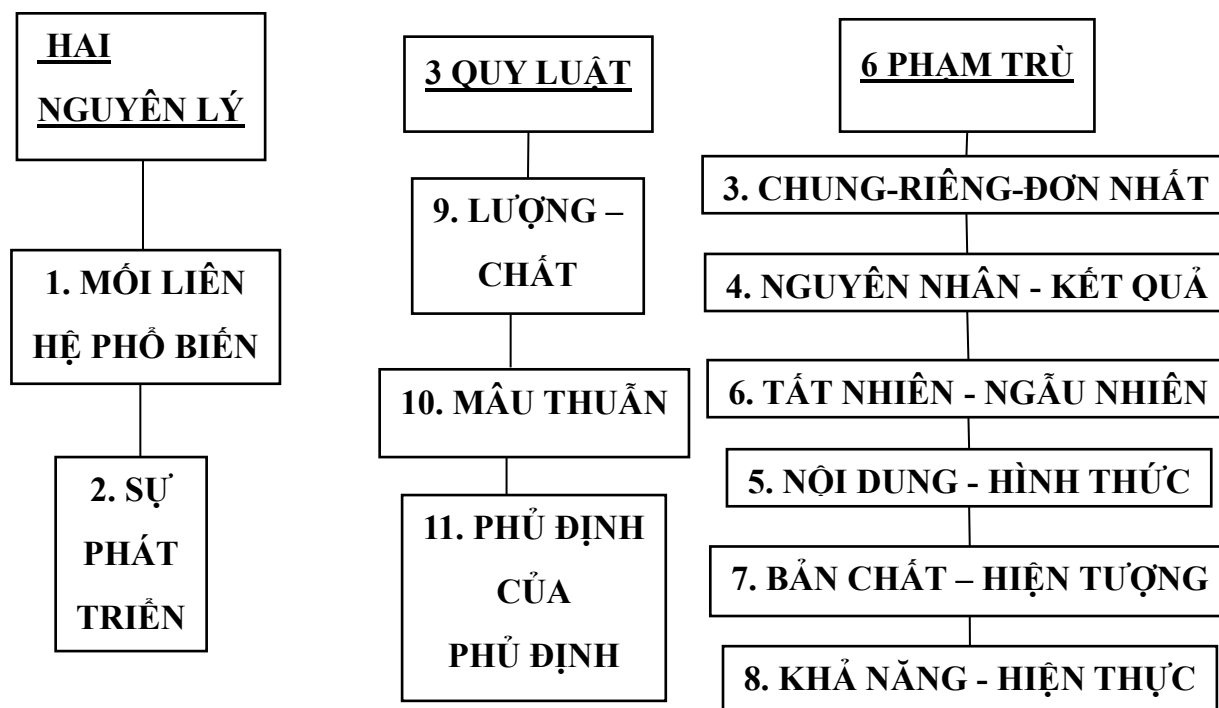 HAI
NGUYÊN LÝ
1. MỐI LIÊN
HỆ PHỔ BIẾN
2. SỰ
PHÁT
TRIỂN
3 QUY LUẬT
9. LƯỢNG –
CHẤT
10. MÂU THUẪN
11. PHỦ ĐỊNH
CỦA
PHỦ ĐỊNH
6 PHẠM TRÙ
3. CHUNG-RIÊNG-ĐƠN NHẤT
4. NGUYÊN NHÂN - KẾT QUẢ
6. TẤT NHIÊN - NGẪU NHIÊN
5. NỘI DUNG - HÌNH THỨC
7. BẢN CHẤT – HIỆN TƯỢNG
8. KHẢ NĂNG - HIỆN THỰC